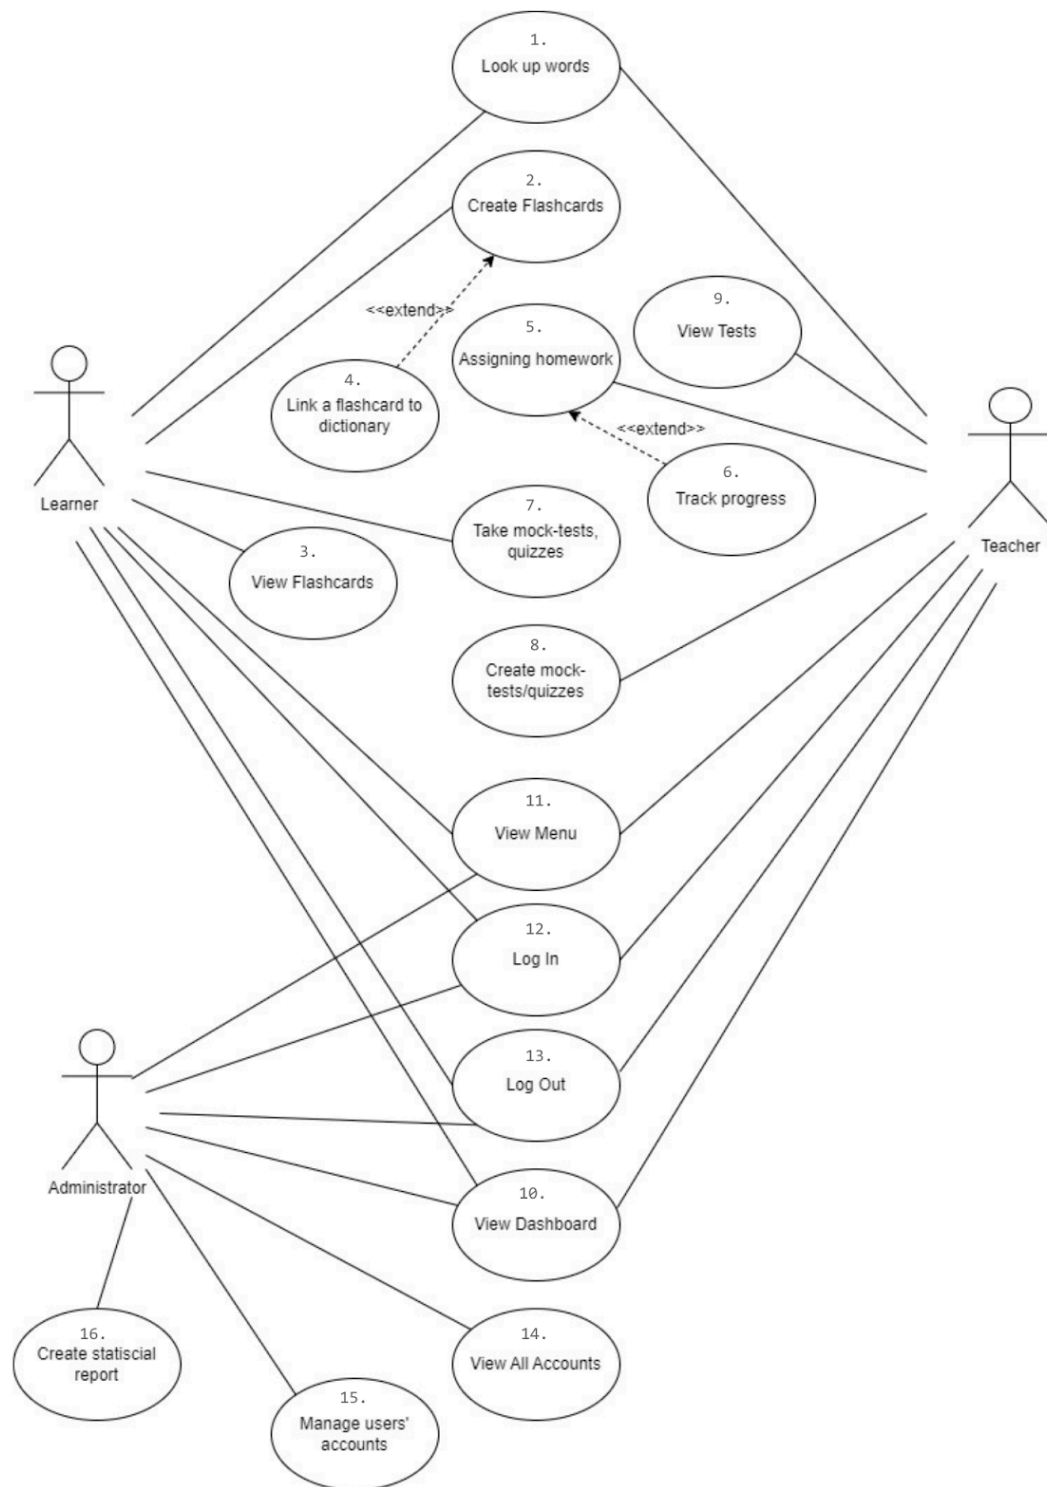 1.
Look up words
2.
Create Flashcards
<<extend>>
9.
View Tests
5.
Assigning homework
4.
Link a flashcard to
dictionary
<<extend>>
6.
Track progress
Learner
7.
Take mock-tests,
quizzes
Teacher
3.
View Flashcards
8.
Create mock-
tests/quizzes
11.
View Menu
12.
Log In
13.
Log Out
Administrator
10.
View Dashboard
16.
Create statiscial
report
14.
View All Accounts
15.
Manage users'
accounts